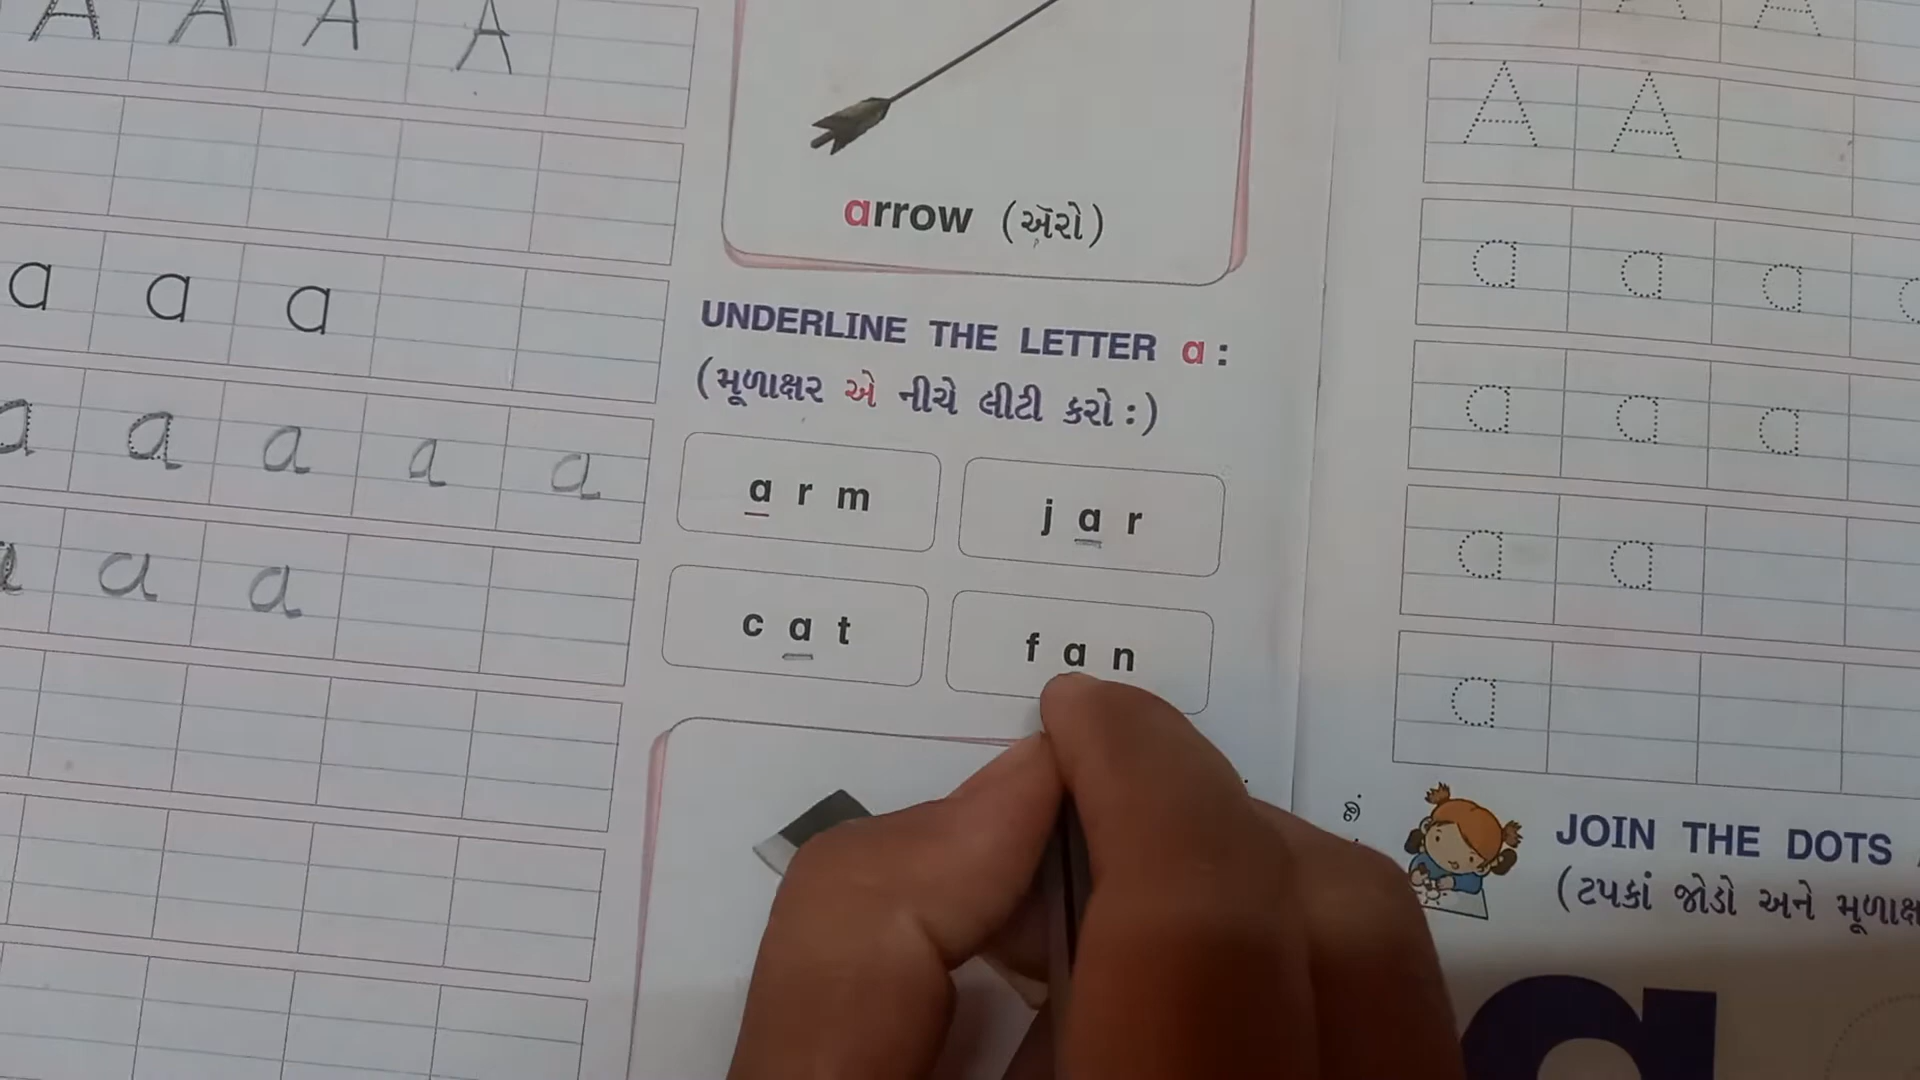 A A A A
a a a
a a a a a
a a a
arrow (ઍરો)
UNDERLINE THE LETTER a :
(મૂળાક્ષર એ નીચે લીટી કરો :)
a r m
j a r
c a t
f a n
A A A
A A
a a a a
a a a
a a
a
JOIN THE DOTS
(ટપકાં જોડો અને
a